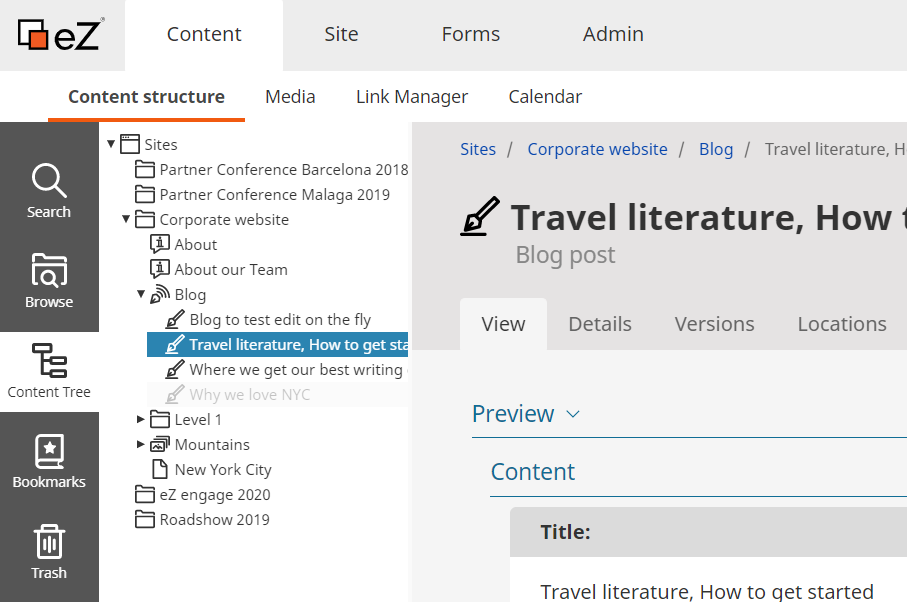 eZ
Content Site Forms Admin
Content structure Media Link Manager Calendar
Search
Browse
Content Tree
Bookmarks
Trash
Sites
Partner Conference Barcelona 2018
Partner Conference Malaga 2019
Corporate website
About
About our Team
Blog
Blog to test edit on the fly
Travel literature, How to get sta
Where we get our best writing
Why we love NYC
Level 1
Mountains
New York City
eZ engage 2020
Roadshow 2019
Sites / Corporate website / Blog / Travel literature, H
Travel literature, How
Blog post
View Details Versions Locations
Preview
Content
Title:
Travel literature, How to get started